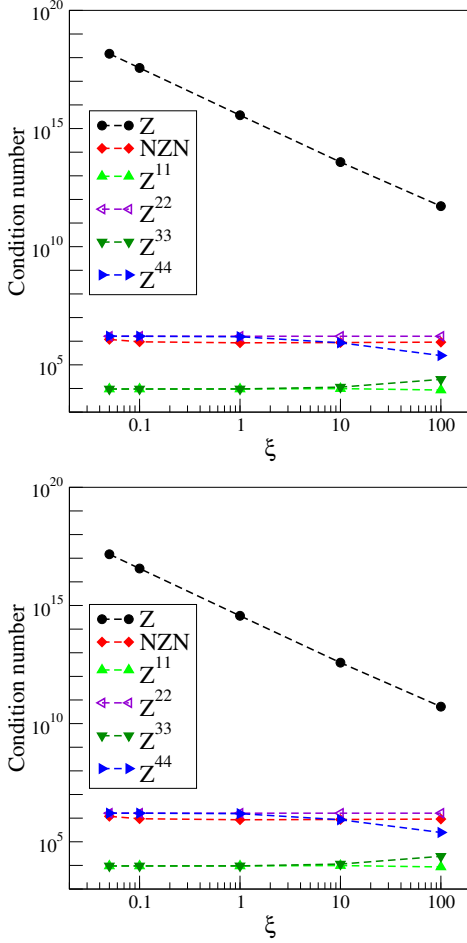 10^20
10^15
10^10
10^5
Condition number
Z
NZN
Z^11
Z^22
Z^33
Z^44
0.1 1 10 100
ξ
10^20
10^15
10^10
10^5
Condition number
Z
NZN
Z^11
Z^22
Z^33
Z^44
0.1 1 10 100
ξ